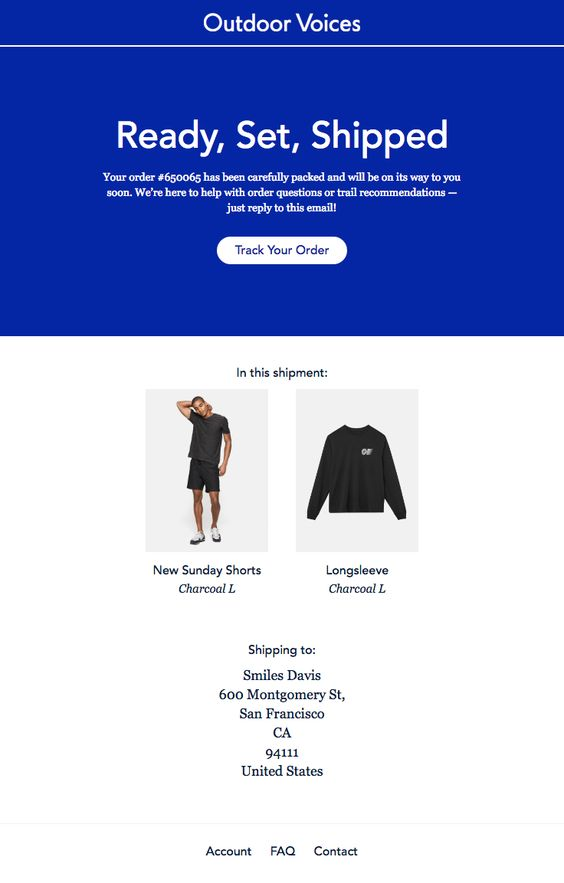 Outdoor Voices
Ready, Set, Shipped
Your order #650065 has been carefully packed and will be on its way to you
soon. We're here to help with order questions or trail recommendations —
just reply to this email!
Track Your Order
In this shipment:
New Sunday Shorts
Charcoal L
Longsleeve
Charcoal L
Shipping to:
Smiles Davis
600 Montgomery St,
San Francisco
CA
94111
United States
Account FAQ Contact